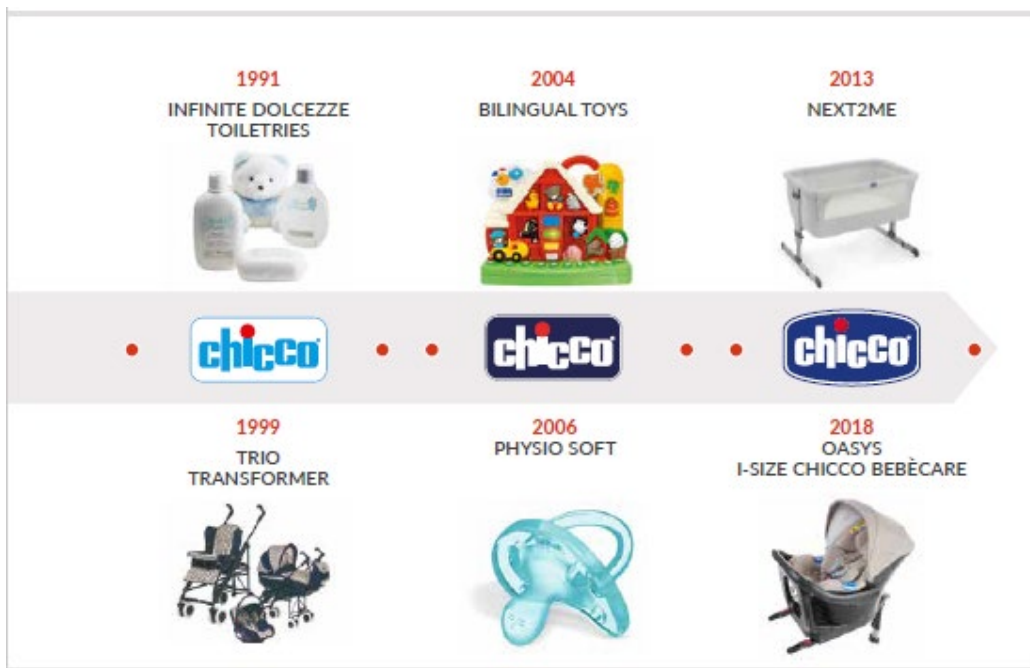 1991
INFINITE DOLCEZZE
TOILETRIES
2004
BILINGUAL TOYS
2013
NEXT2ME
chicco
chicco
chicco
1999
TRIO
TRANSFORMER
2006
PHYSIO SOFT
2018
OASYS
I-SIZE CHICCO BEBÈCARE